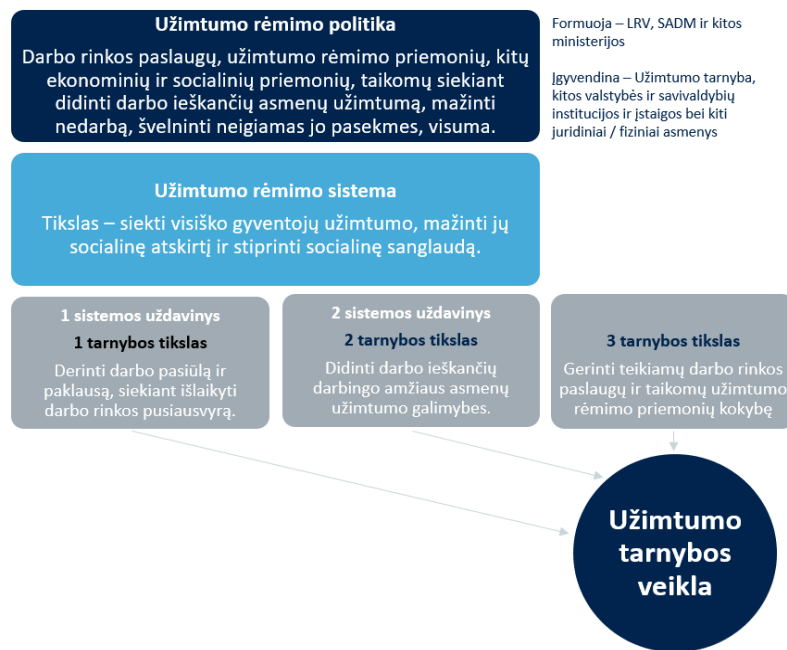 Užimtumo rėmimo politika
Darbo rinkos paslaugų, užimtumo rėmimo priemonių, kitų
ekonominių ir socialinių priemonių, taikomų siekiant
didinti darbo ieškančių asmenų užimtumą, mažinti
nedarbą, švelninti neigiamas jo pasekmes, visuma.
Formuoja – LRV, SADM ir kitos
ministerijos
Įgyvendina – Užimtumo tarnyba,
kitos valstybės ir savivaldybių
institucijos ir įstaigos bei kiti
juridiniai / fiziniai asmenys
Užimtumo rėmimo sistema
Tikslas – siekti visiško gyventojų užimtumo, mažinti jų
socialinę atskirtį ir stiprinti socialinę sanglaudą.
1 sistemos uždavinys
1 tarnybos tikslas
Derinti darbo pasiūlą ir
paklausą, siekiant išlaikyti
darbo rinkos pusiausvyrą.
2 sistemos uždavinys
2 tarnybos tikslas
Didinti darbo ieškančių
darbingo amžiaus asmenų
užimtumo galimybes.
3 tarnybos tikslas
Gerinti teikiamų darbo rinkos
paslaugų ir taikomų užimtumo
rėmimo priemonių kokybę
Užimtumo
tarnybos
veikla